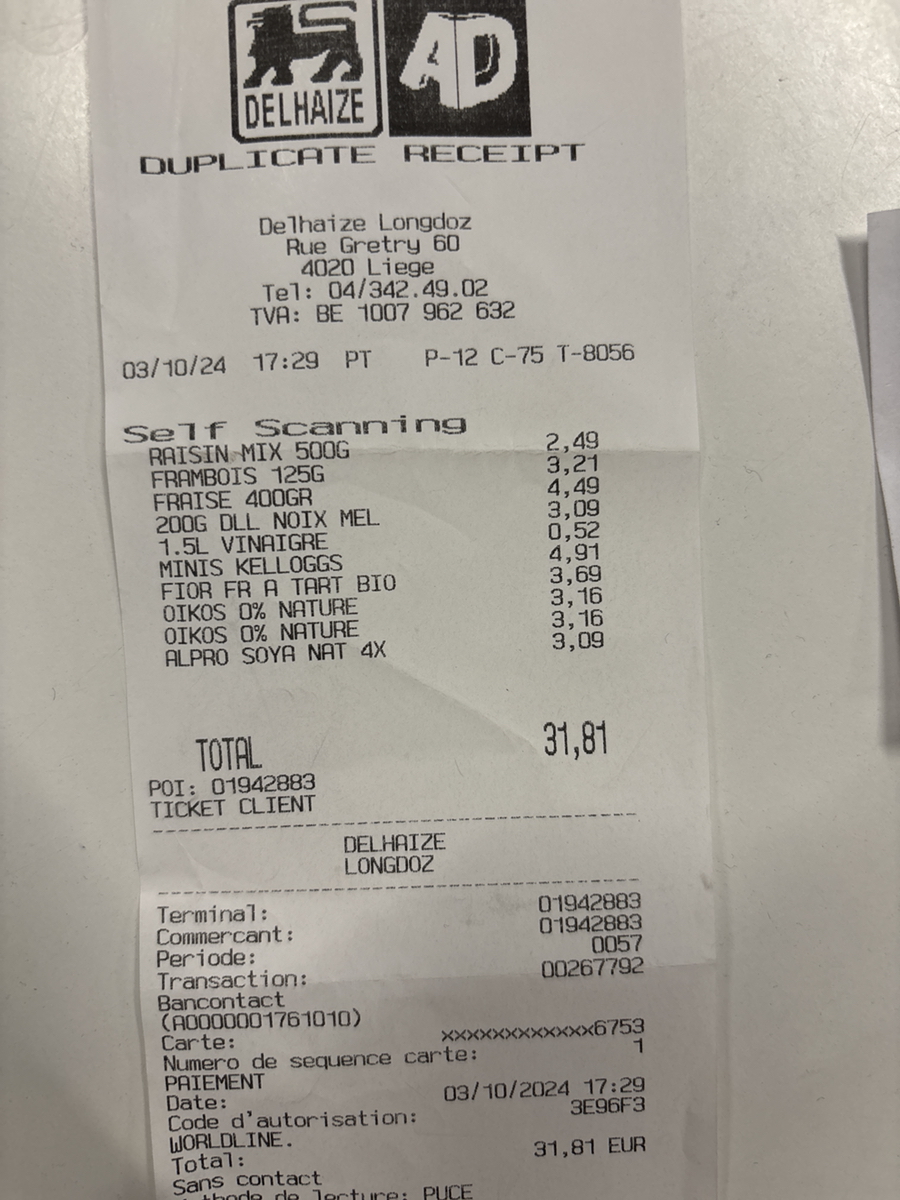 DELHAIZE AD
DUPLICATE RECEIPT
Delhaize Longdoz
Rue Gretry 60
4020 Liege
Tel: 04/342.49.02
TVA: BE 1007 962 632
03/10/24 17:29 PT P-12 C-75 T-8056
Self Scanning
RAISIN MIX 500G 2,49
FRAMBOIS 125G 3,21
FRAISE 400GR 4,49
200G DLL NOIX MEL 3,09
1.5L VINAIGRE 0,52
MINIS KELLOGGS 4,91
FIOR FR A TART BIO 3,69
OIKOS 0% NATURE 3,16
OIKOS 0% NATURE 3,16
ALPRO SOYA NAT 4X 3,09
TOTAL 31,81
POI: 01942883
TICKET CLIENT
DELHAIZE
LONGDOZ
Terminal: 01942883
Commercant: 01942883
Periode: 0057
Transaction: 00267792
Bancontact
(A0000001761010)
Carte: xxxxxxxxxxxxx6753
Numero de sequence carte: 1
PAIEMENT
Date: 03/10/2024 17:29
Code d'autorisation: 3E96F3
WORLDLINE.
Total: 31,81 EUR
Sans contact
de lecture: PUCE